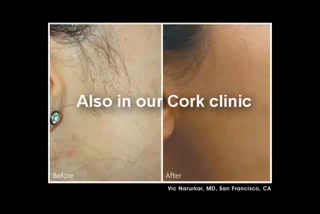 Also in our Cork clinic
Before
After
Vic Narurkar, MD, San Francisco, CA